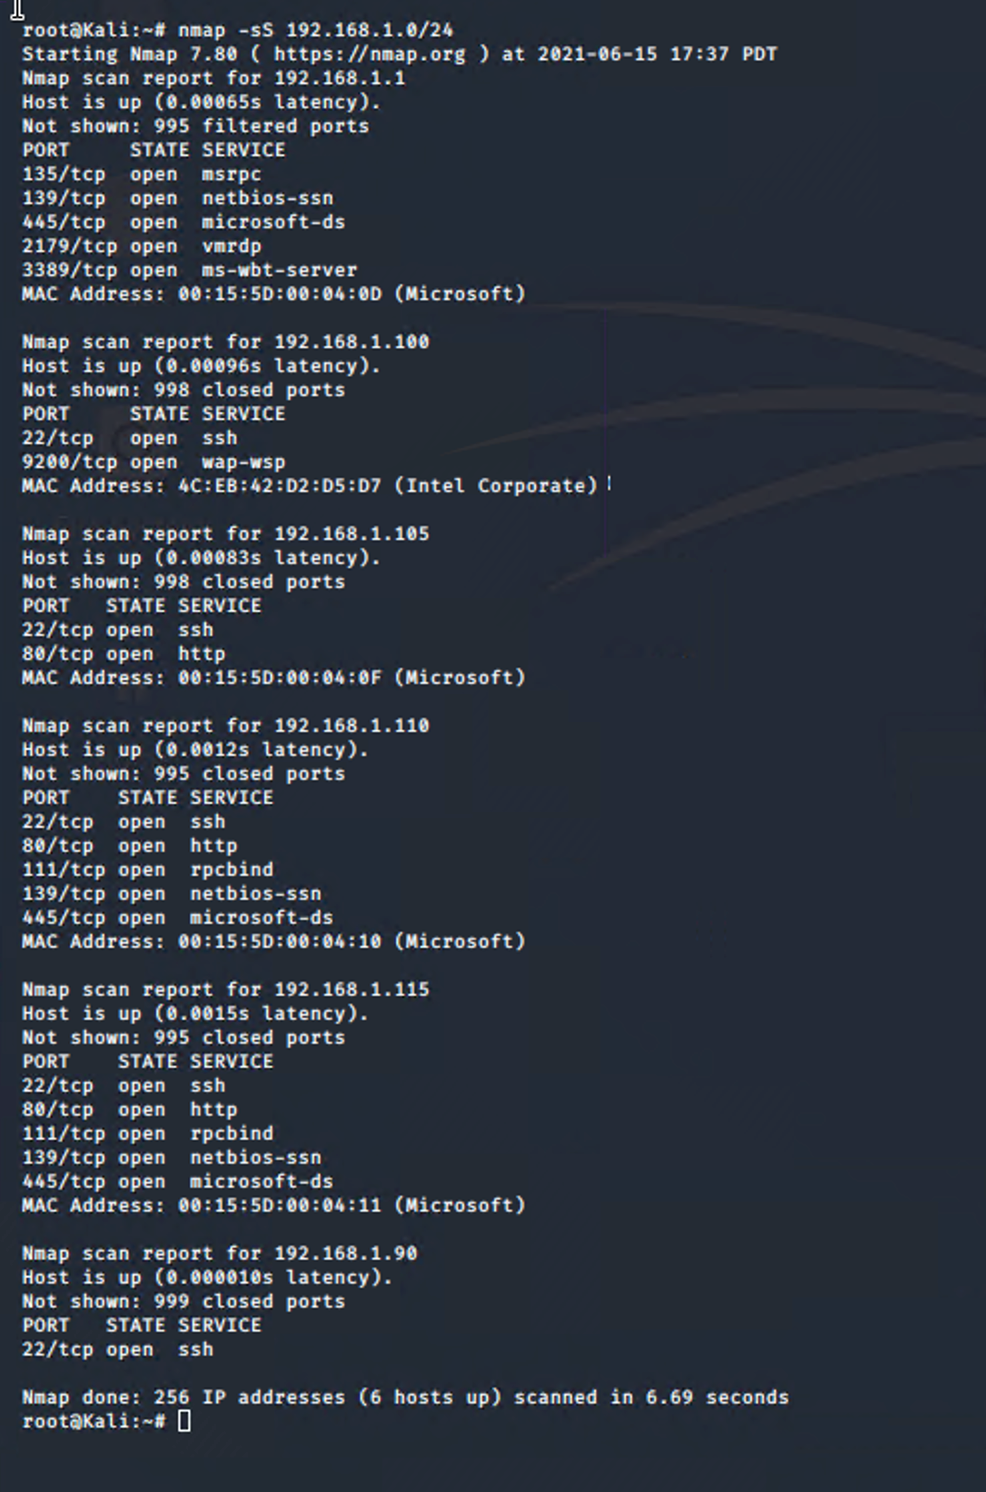 root@Kali:~# nmap -sS 192.168.1.0/24
Starting Nmap 7.80 ( https://nmap.org ) at 2021-06-15 17:37 PDT
Nmap scan report for 192.168.1.1
Host is up (0.00065s latency).
Not shown: 995 filtered ports
PORT     STATE SERVICE
135/tcp  open  msrpc
139/tcp  open  netbios-ssn
445/tcp  open  microsoft-ds
2179/tcp open  vmrdp
3389/tcp open  ms-wbt-server
MAC Address: 00:15:5D:00:04:0D (Microsoft)

Nmap scan report for 192.168.1.100
Host is up (0.00096s latency).
Not shown: 998 closed ports
PORT     STATE SERVICE
22/tcp   open  ssh
9200/tcp open  wap-wsp
MAC Address: 4C:EB:42:D2:D5:D7 (Intel Corporate)

Nmap scan report for 192.168.1.105
Host is up (0.00083s latency).
Not shown: 998 closed ports
PORT   STATE SERVICE
22/tcp open  ssh
80/tcp open  http
MAC Address: 00:15:5D:00:04:0F (Microsoft)

Nmap scan report for 192.168.1.110
Host is up (0.0012s latency).
Not shown: 995 closed ports
PORT    STATE SERVICE
22/tcp  open  ssh
80/tcp  open  http
111/tcp open  rpcbind
139/tcp open  netbios-ssn
445/tcp open  microsoft-ds
MAC Address: 00:15:5D:00:04:10 (Microsoft)

Nmap scan report for 192.168.1.115
Host is up (0.0015s latency).
Not shown: 995 closed ports
PORT    STATE SERVICE
22/tcp  open  ssh
80/tcp  open  http
111/tcp open  rpcbind
139/tcp open  netbios-ssn
445/tcp open  microsoft-ds
MAC Address: 00:15:5D:00:04:11 (Microsoft)

Nmap scan report for 192.168.1.90
Host is up (0.000010s latency).
Not shown: 999 closed ports
PORT   STATE SERVICE
22/tcp open  ssh

Nmap done: 256 IP addresses (6 hosts up) scanned in 6.69 seconds
root@Kali:~#